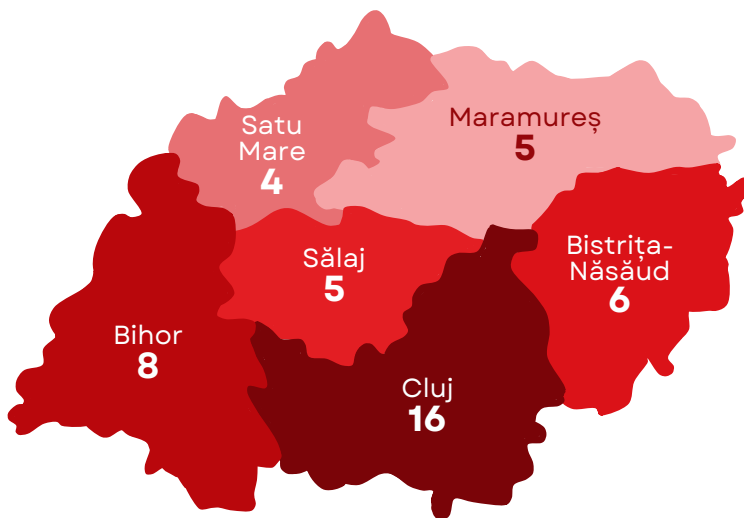 Satu
Mare
4
Maramureș
5
Bistrița-
Năsăud
6
Sălaj
5
Bihor
8
Cluj
16